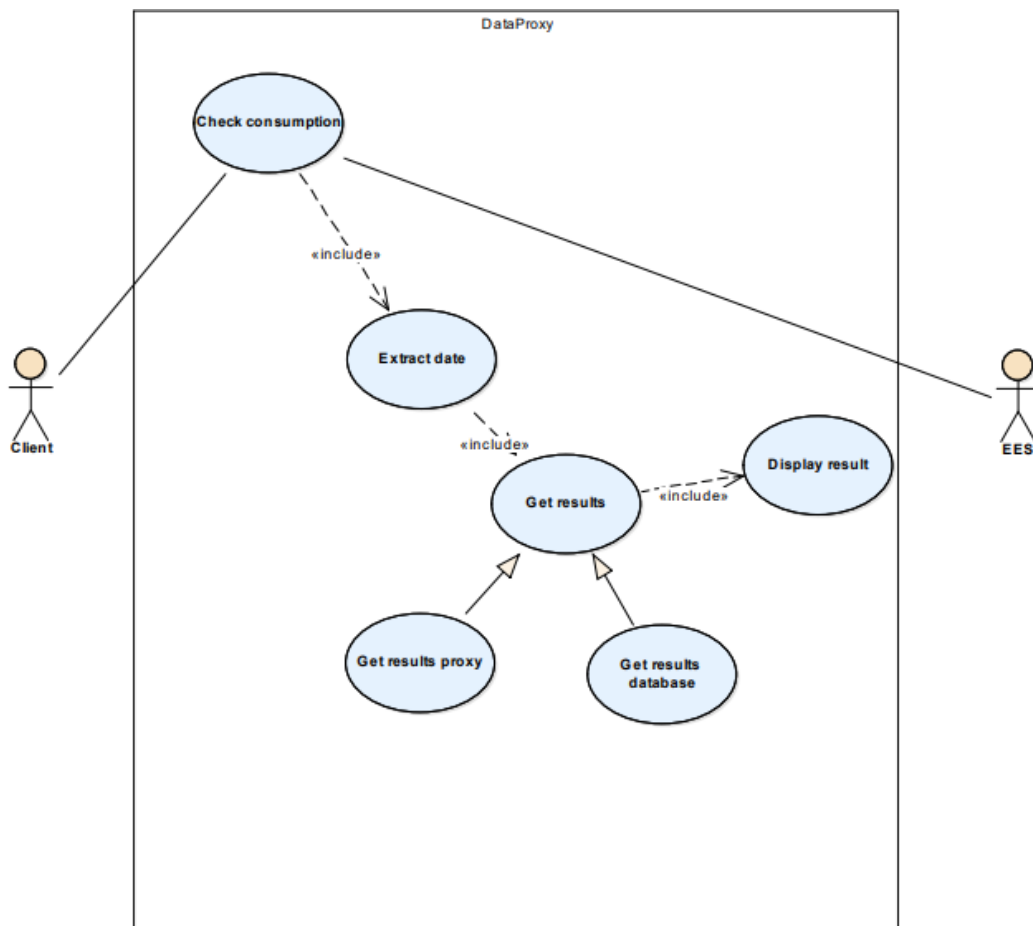 DataProxy
Check consumption
«include»
Extract date
Client
EES
«include»
Display result
Get results
«include»
Get results proxy
Get results
database